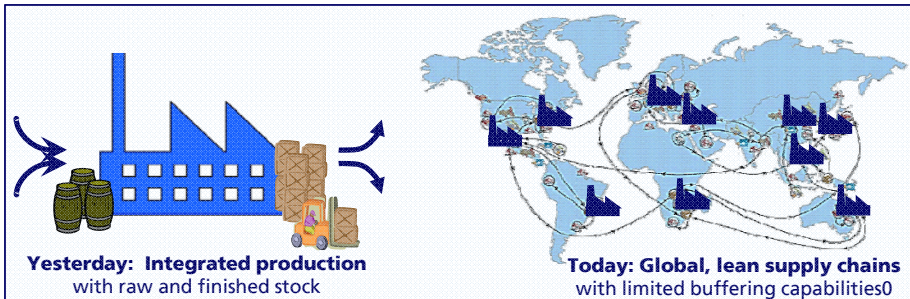 Yesterday: Integrated production
with raw and finished stock
Today: Global, lean supply chains
with limited buffering capabilities0